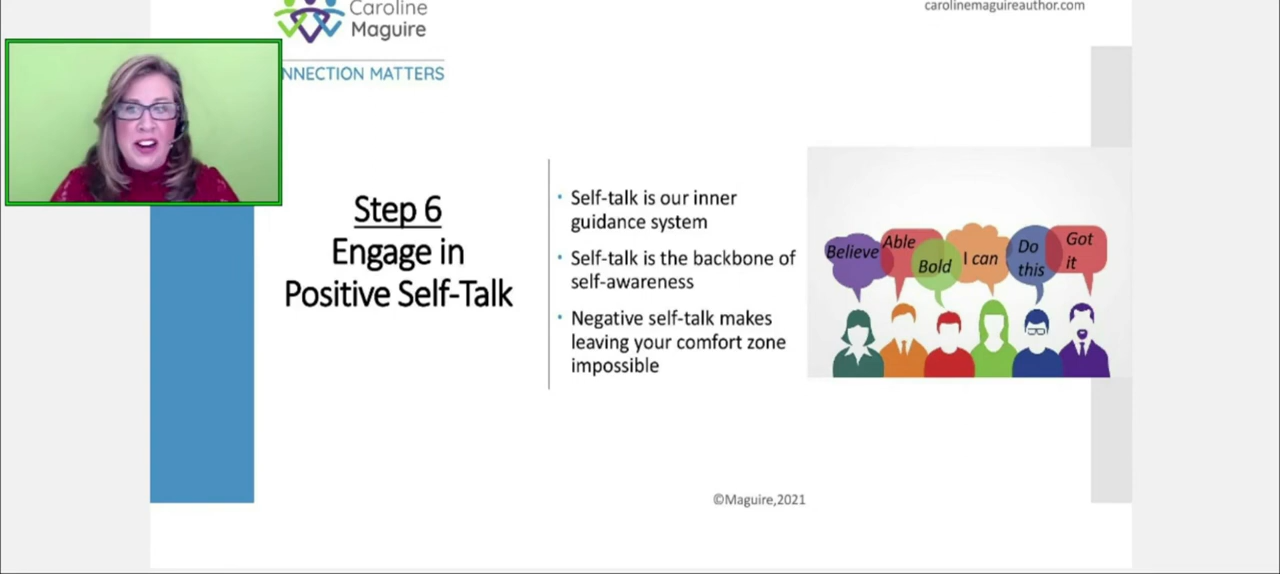 Caroline
Maguire
NNECTION MATTERS
carolinemaguireauthor.com
Step 6
Engage in
Positive Self-Talk
• Self-talk is our inner
guidance system
• Self-talk is the backbone of
self-awareness
• Negative self-talk makes
leaving your comfort zone
impossible
Believe
Able
Bold
I can
Do
this
Got
it
©Maguire,2021